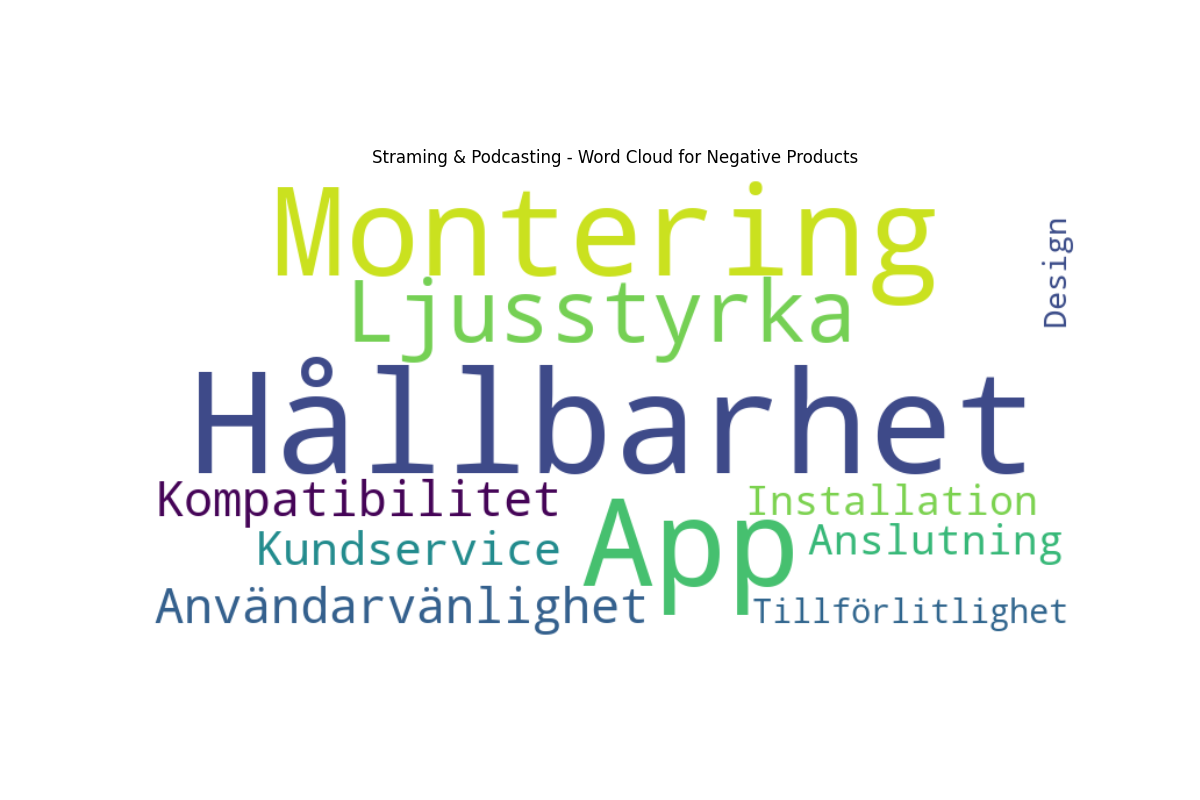 Straming & Podcasting - Word Cloud for Negative Products
Montering
Design
Ljusstyrka
Hållbarhet
Kompatibilitet
Installation
App
Anslutning
Kundservice
Användarvänlighet
Tillförlitlighet